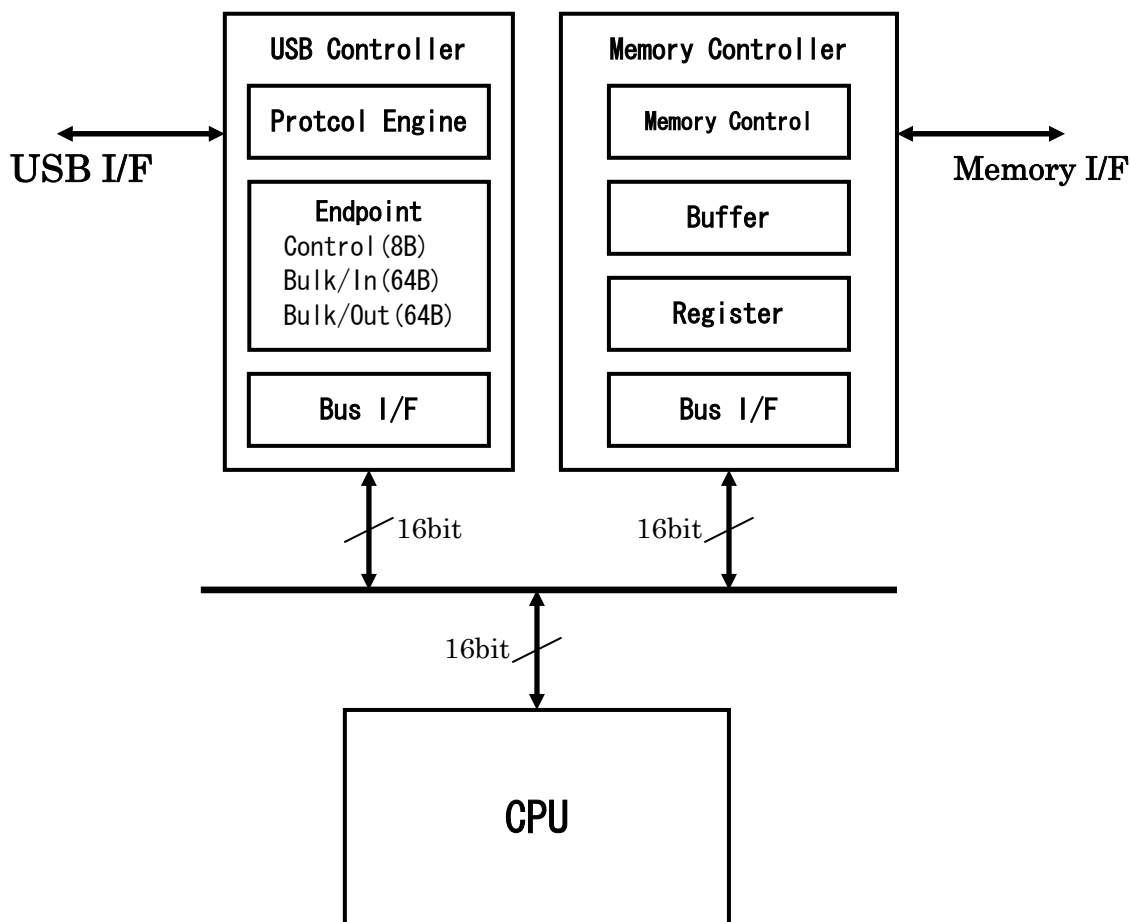 USB Controller
Protcol Engine
USB I/F
Endpoint
Control(8B)
Bulk/In(64B)
Bulk/Out(64B)
Bus I/F
Memory Controller
Memory Control
Memory I/F
Buffer
Register
Bus I/F
16bit
16bit
16bit
CPU